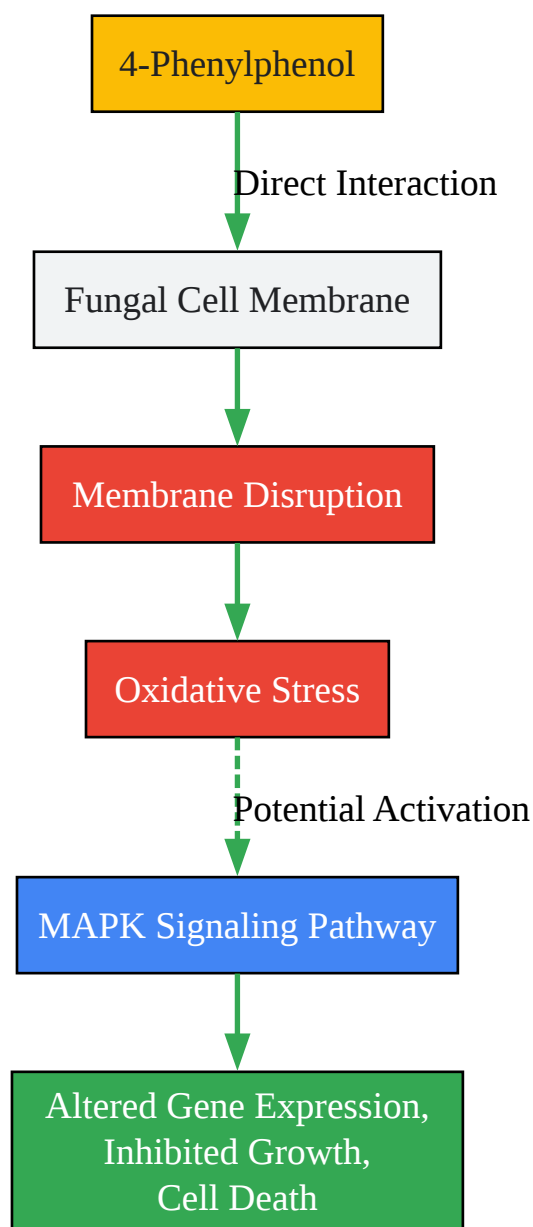 4-Phenylphenol
Direct Interaction
Fungal Cell Membrane
Membrane Disruption
Oxidative Stress
Potential Activation
MAPK Signaling Pathway
Altered Gene Expression,
Inhibited Growth,
Cell Death